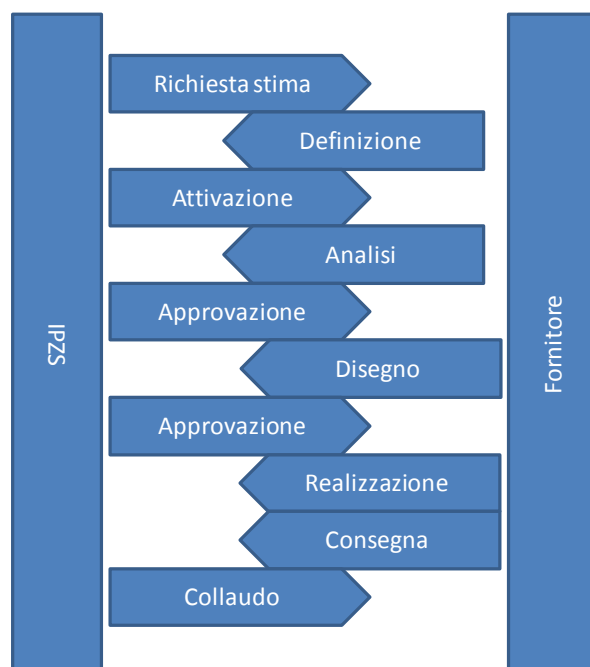 Richiesta stima
Definizione
Attivazione
Analisi
Approvazione
Disegno
Approvazione
Realizzazione
Consegna
Collaudo
IPZS
Fornitore